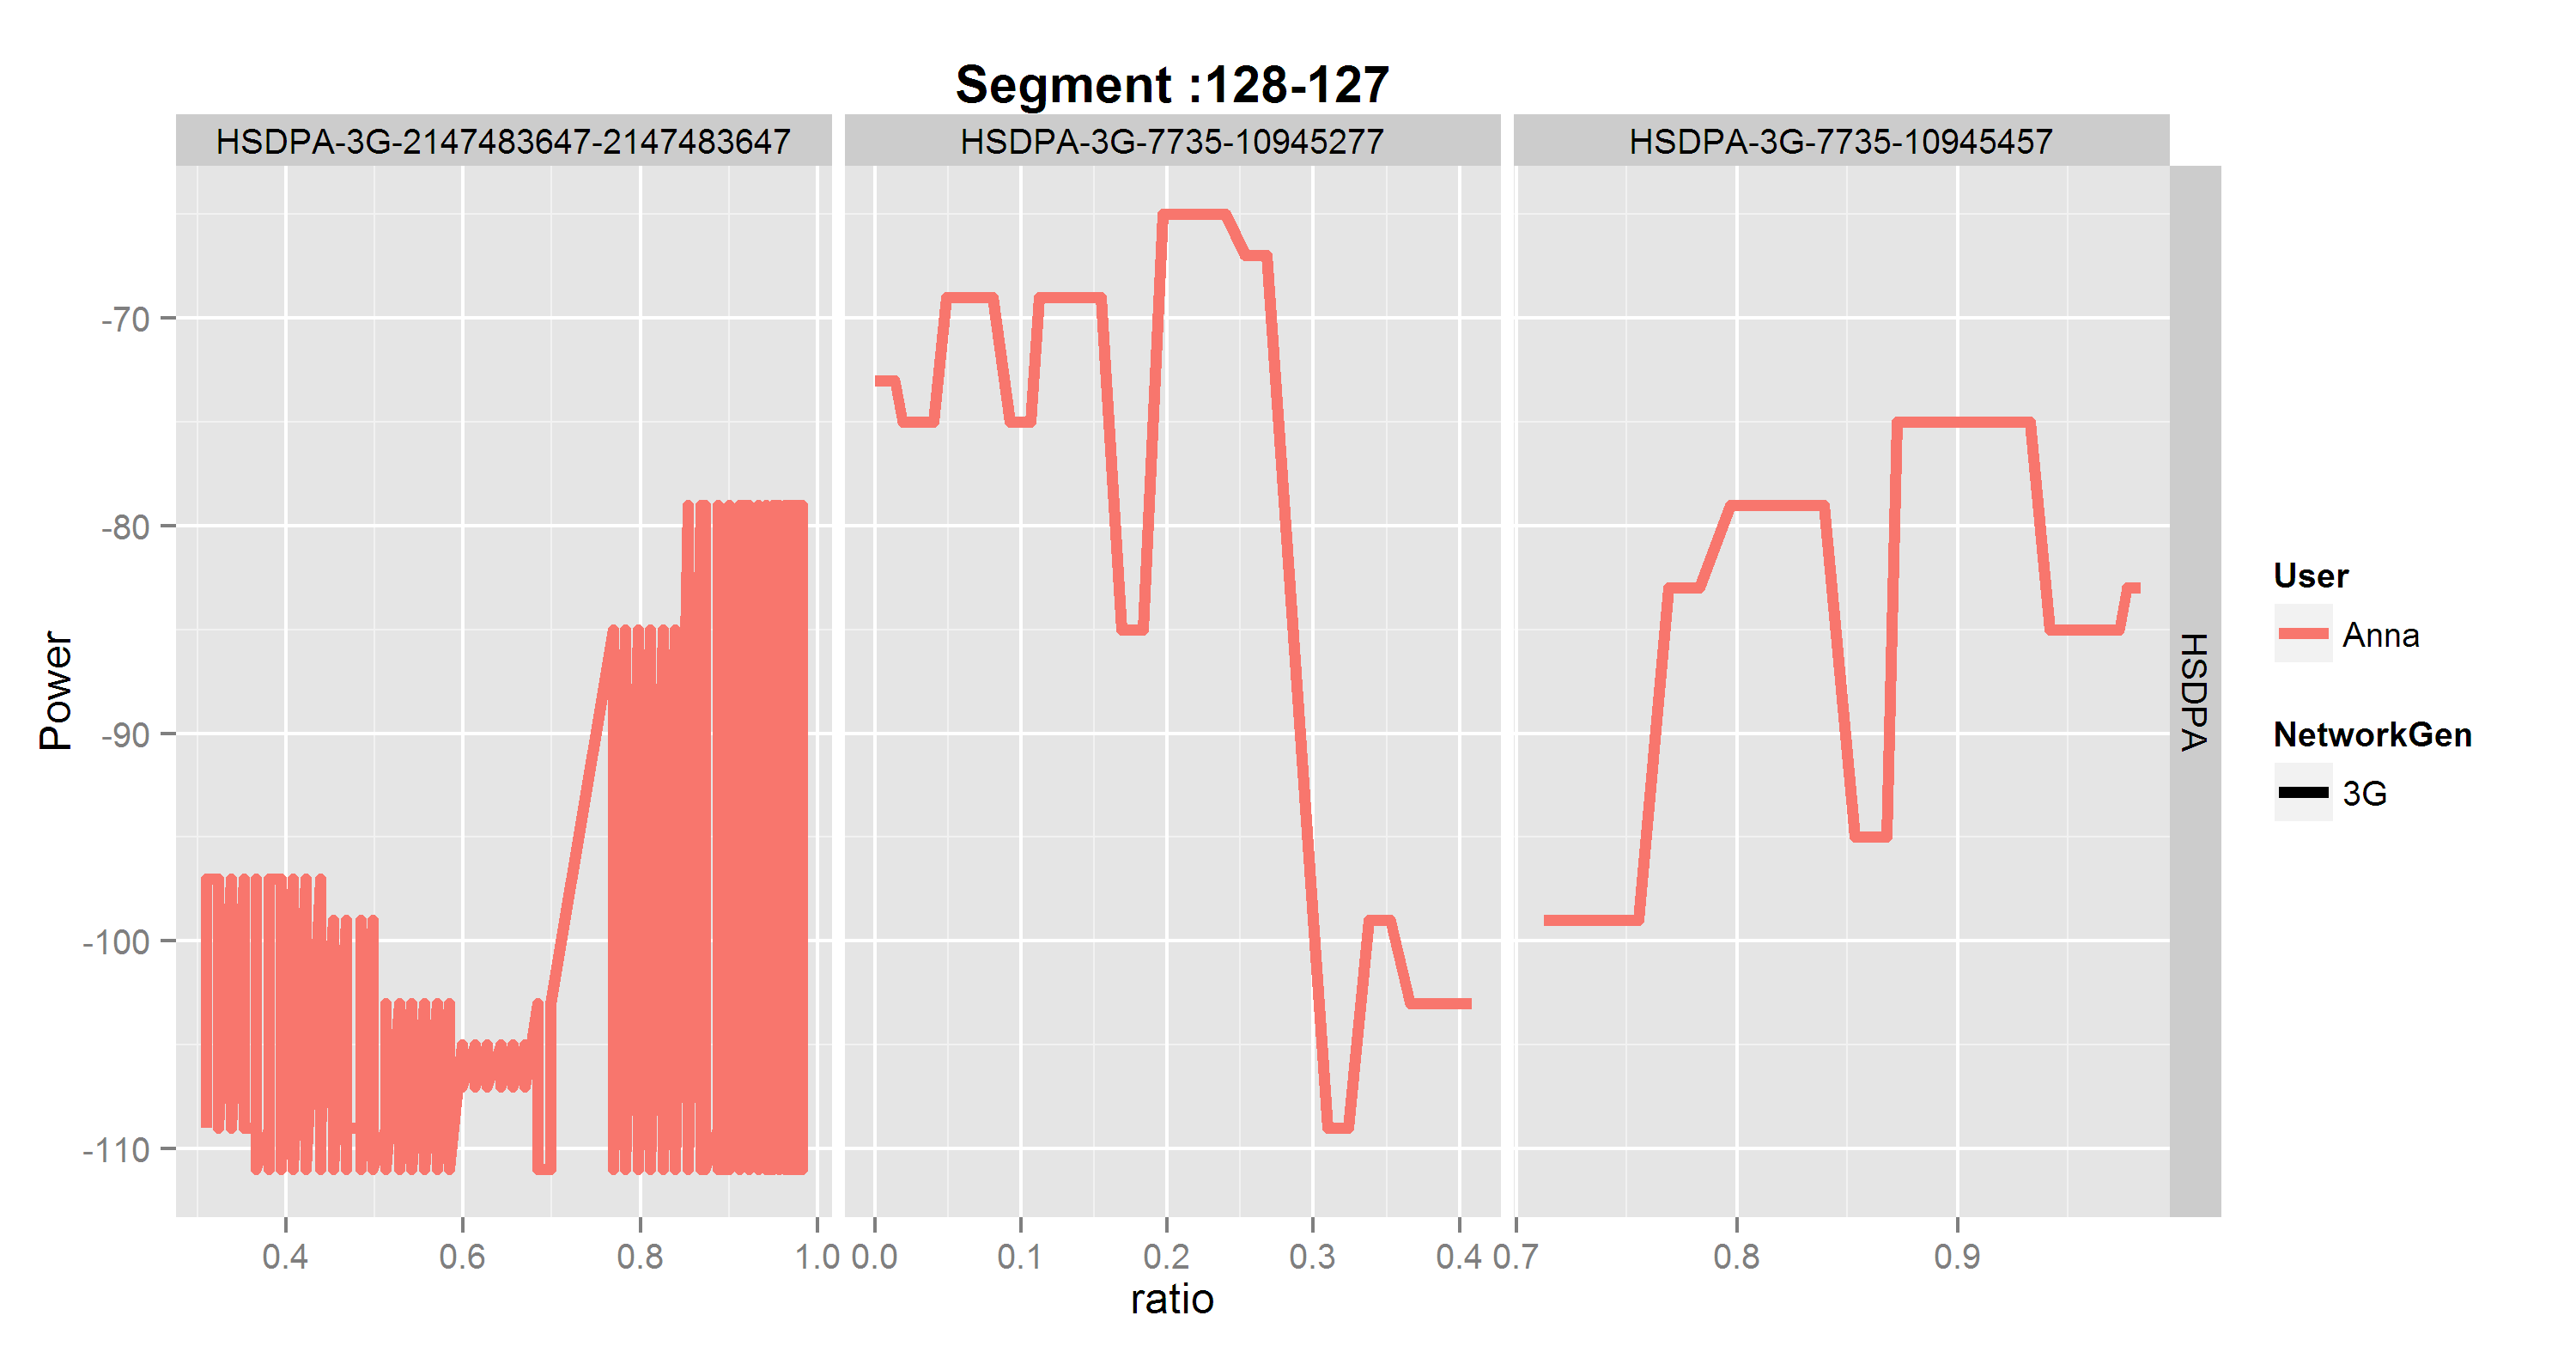 Segment :128-127
HSDPA-3G-2147483647-2147483647
HSDPA-3G-7735-10945277
HSDPA-3G-7735-10945457
Power
-70
-80
-90
-100
-110
HSDPA
0.4 0.6 0.8 1.0
0.0 0.1 0.2 0.3 0.4
0.7 0.8 0.9
ratio
User
Anna
NetworkGen
3G